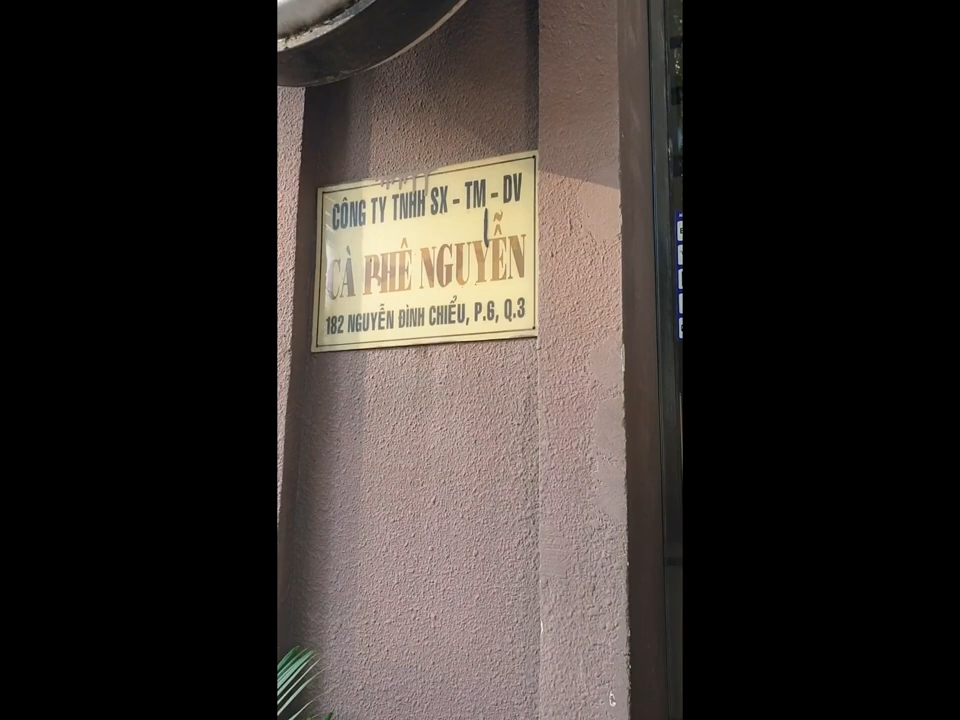 CÔNG TY TNHH SX - TM - DV
CÀ PHÊ NGUYỄN
182 NGUYỄN ĐÌNH CHIỂU, P.6, Q.3